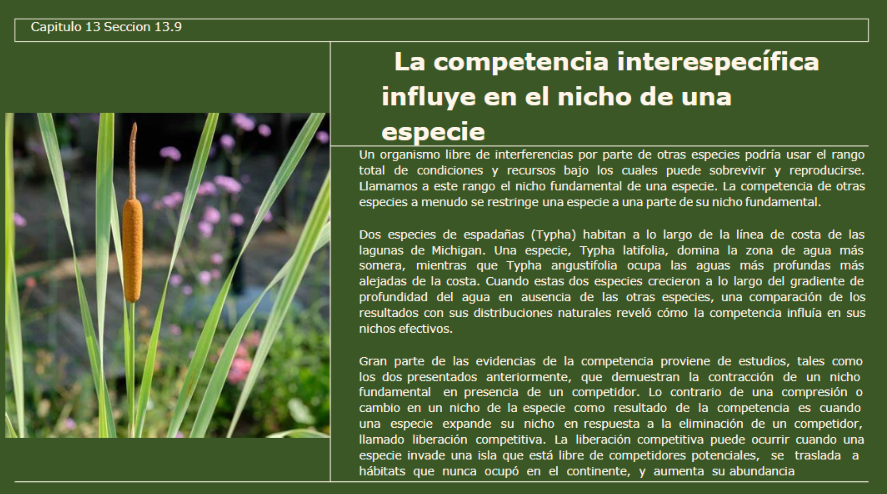 Capitulo 13 Seccion 13.9
La competencia interespecífica
influye en el nicho de una
especie
Un organismo libre de interferencias por parte de otras especies podría usar el rango
total de condiciones y recursos bajo los cuales puede sobrevivir y reproducirse.
Llamamos a este rango el nicho fundamental de una especie. La competencia de otras
especies a menudo se restringe una especie a una parte de su nicho fundamental.
Dos especies de espadañas (Typha) habitan a lo largo de la línea de costa de las
lagunas de Michigan. Una especie, Typha latifolia, domina la zona de agua más
somera, mientras que Typha angustifolia ocupa las aguas más profundas más
alejadas de la costa. Cuando estas dos especies crecieron a lo largo del gradiente de
profundidad del agua en ausencia de las otras especies, una comparación de los
resultados con sus distribuciones naturales reveló cómo la competencia influía en sus
nichos efectivos.
Gran parte de las evidencias de la competencia proviene de estudios, tales como
los dos presentados anteriormente, que demuestran la contracción de un nicho
fundamental en presencia de un competidor. Lo contrario de una compresión o
cambio en un nicho de la especie como resultado de la competencia es cuando
una especie expande su nicho en respuesta a la eliminación de un competidor,
llamado liberación competitiva. La liberación competitiva puede ocurrir cuando una
especie invade una isla que está libre de competidores potenciales, se traslada a
hábitats que nunca ocupó en el continente, y aumenta su abundancia